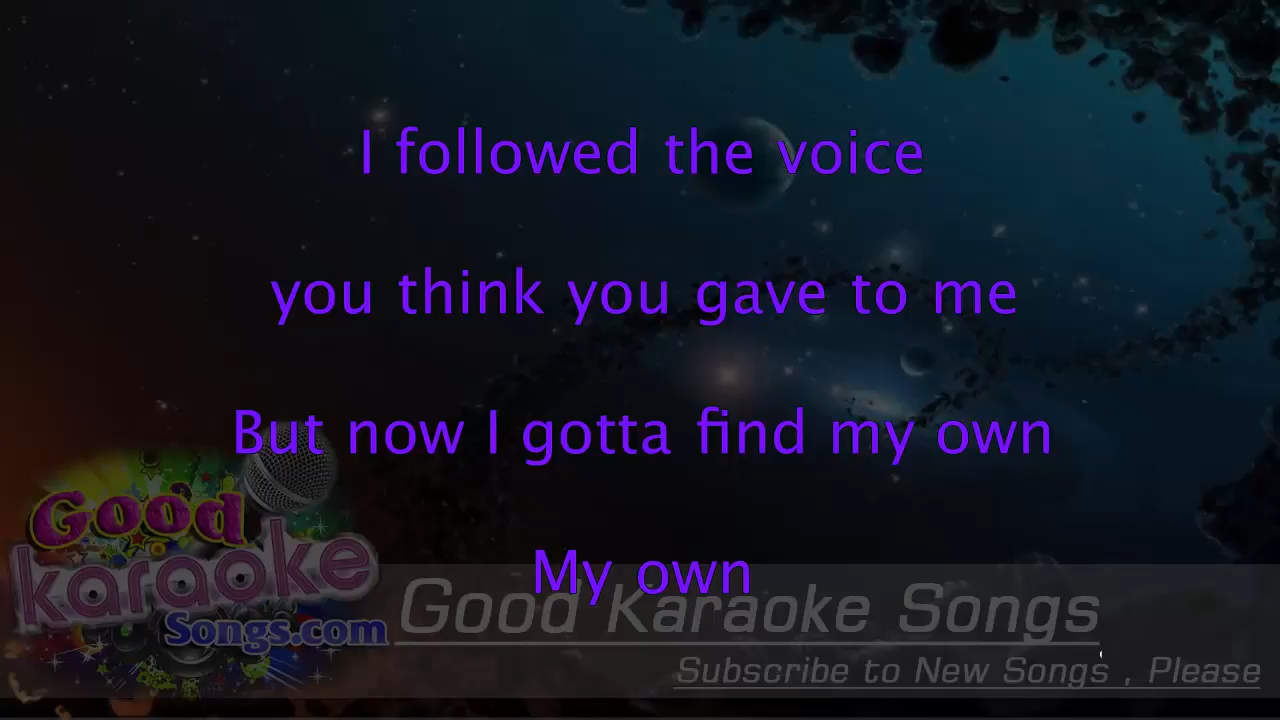 I followed the voice
you think you gave to me
But now I gotta find my own
My own
Good
karaoke
Songs.com
Good Karaoke Songs
Subscribe to New Songs , Please